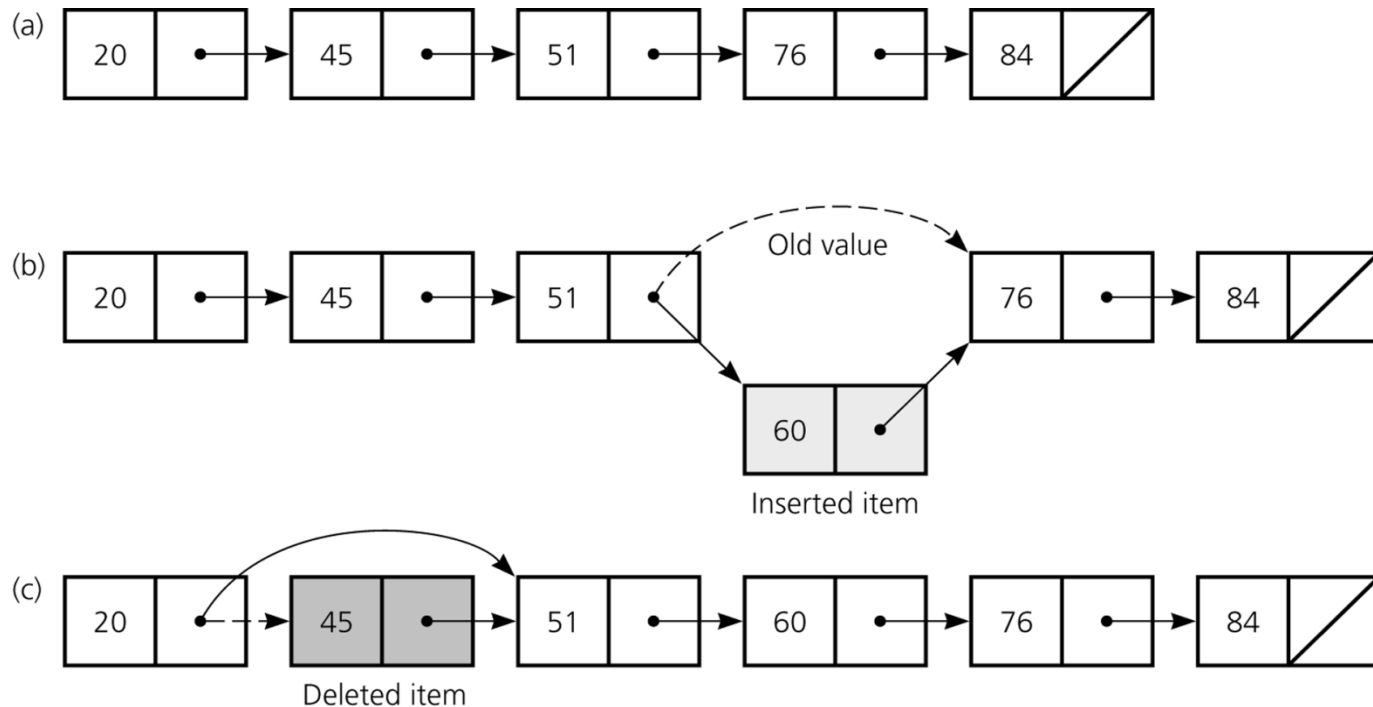 (a) 20 45 51 76 84
Old value
(b) 20 45 51 76 84
60
Inserted item
(c) 20 45 51 60 76 84
Deleted item